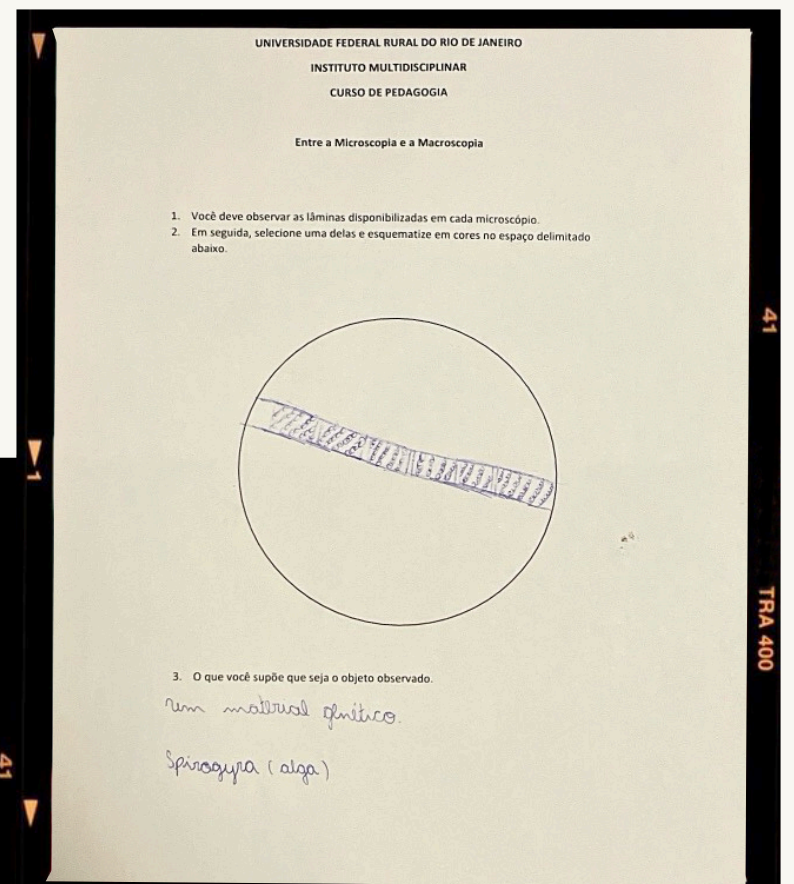 UNIVERSIDADE FEDERAL RURAL DO RIO DE JANEIRO
INSTITUTO MULTIDISCIPLINAR
CURSO DE PEDAGOGIA
Entre a Microscopia e a Macroscopia
1. Você deve observar as lâminas disponibilizadas em cada microscópio.
2. Em seguida, selecione uma delas e esquematize em cores no espaço delimitado
abaixo.
3. O que você supõe que seja o objeto observado.
um material genético.
Spirogyra (alga)
41
TRA 400
1
41